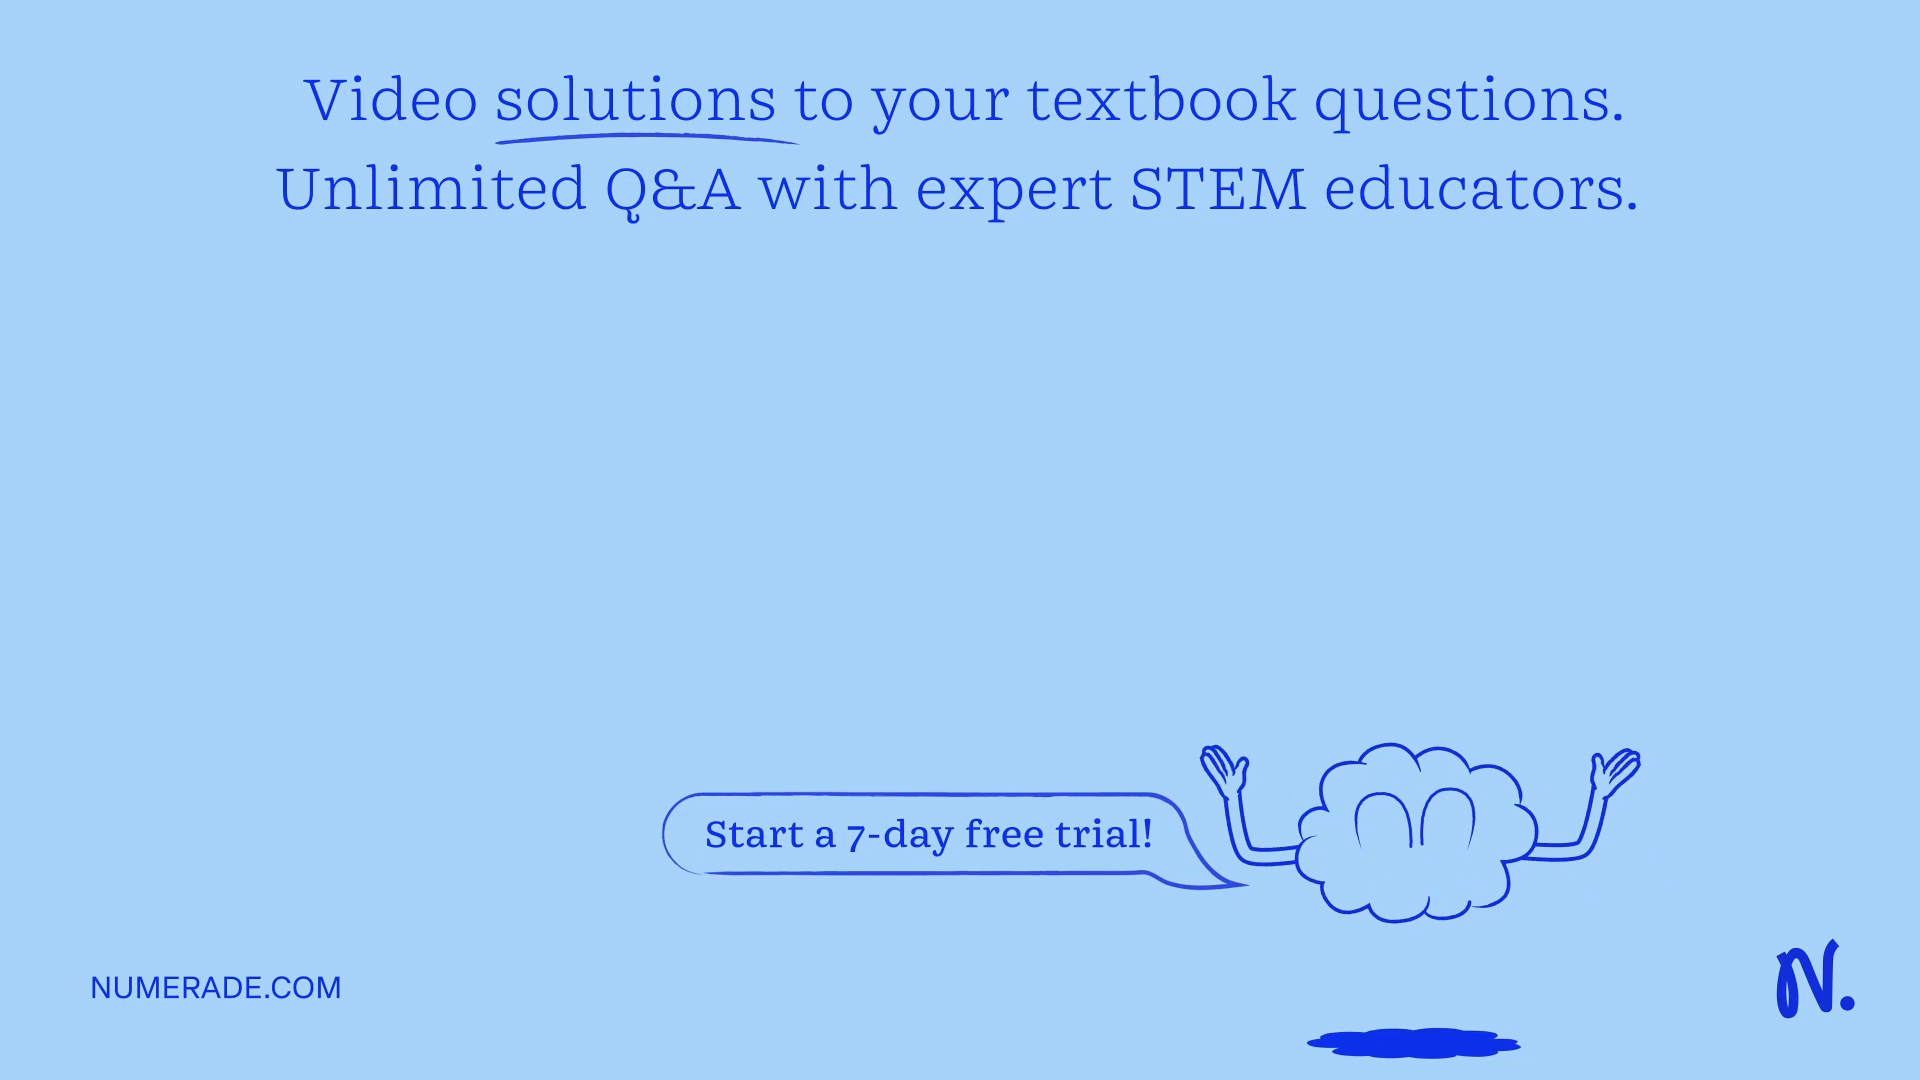 Video solutions to your textbook questions.
Unlimited Q&A with expert STEM educators.
Start a 7-day free trial!
NUMERADE.COM
N.